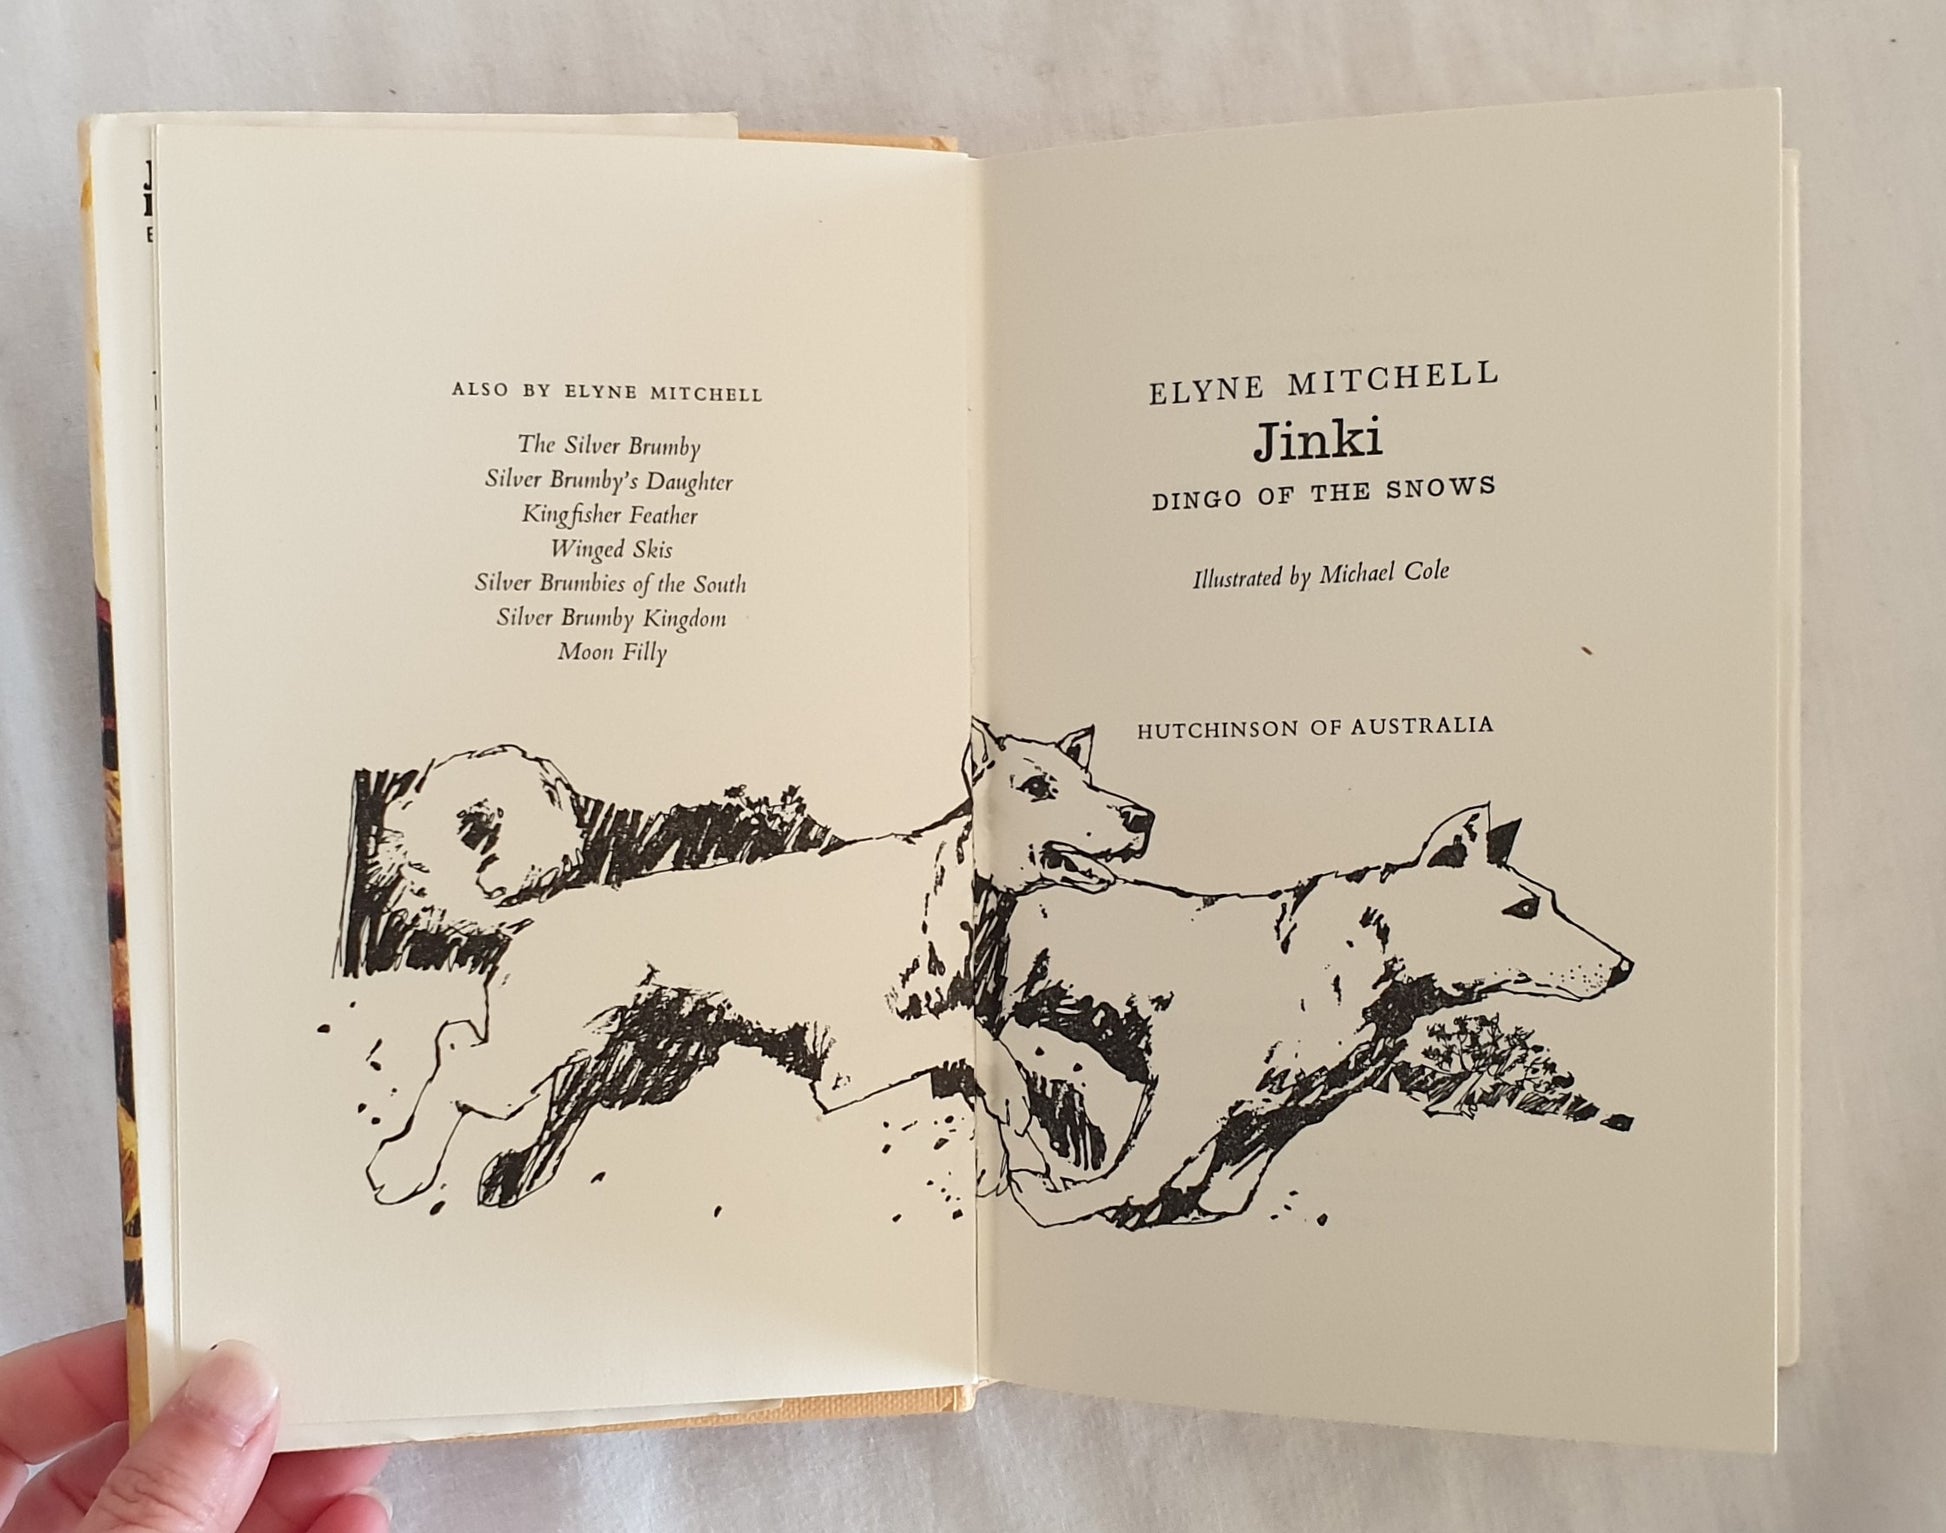 ALSO BY ELYNE MITCHELL
The Silver Brumby
Silver Brumby's Daughter
Kingfisher Feather
Winged Skis
Silver Brumbies of the South
Silver Brumby Kingdom
Moon Filly
ELYNE MITCHELL
Jinki
DINGO OF THE SNOWS
Illustrated by Michael Cole
HUTCHINSON OF AUSTRALIA